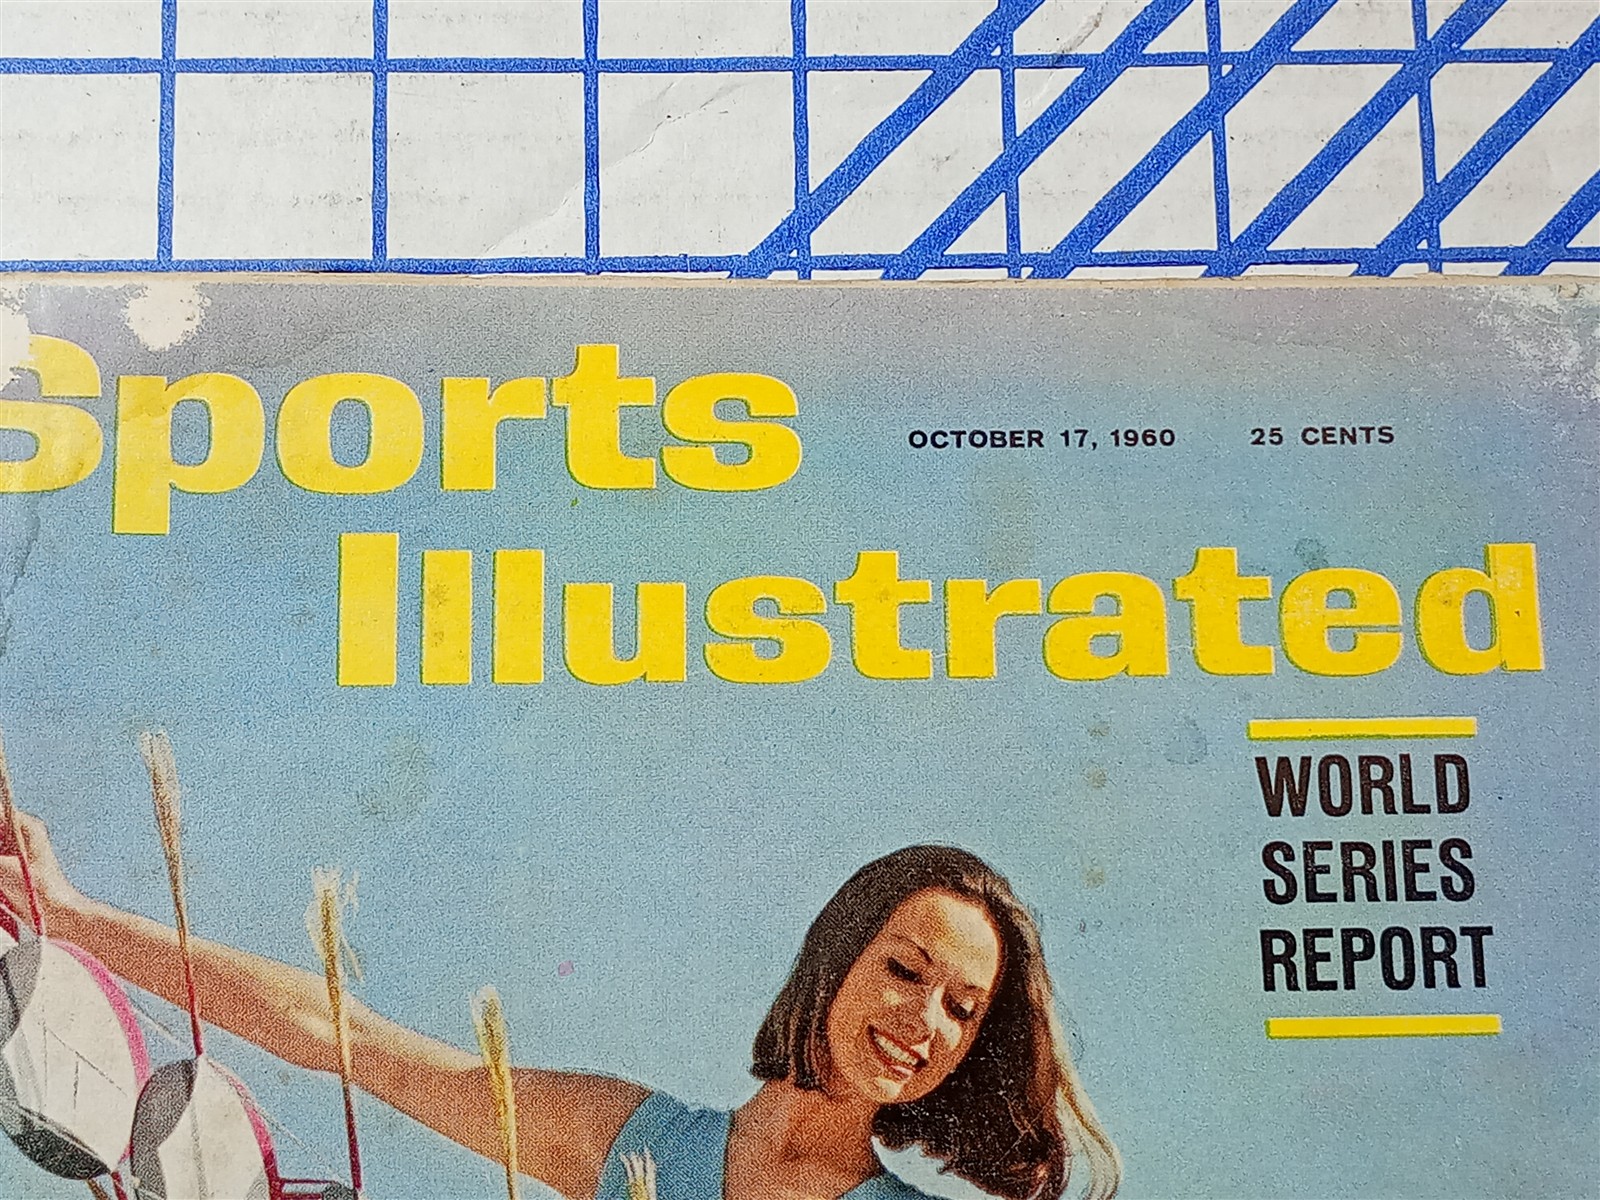 Sports
OCTOBER 17, 1960 25 CENTS
Illustrated
WORLD
SERIES
REPORT